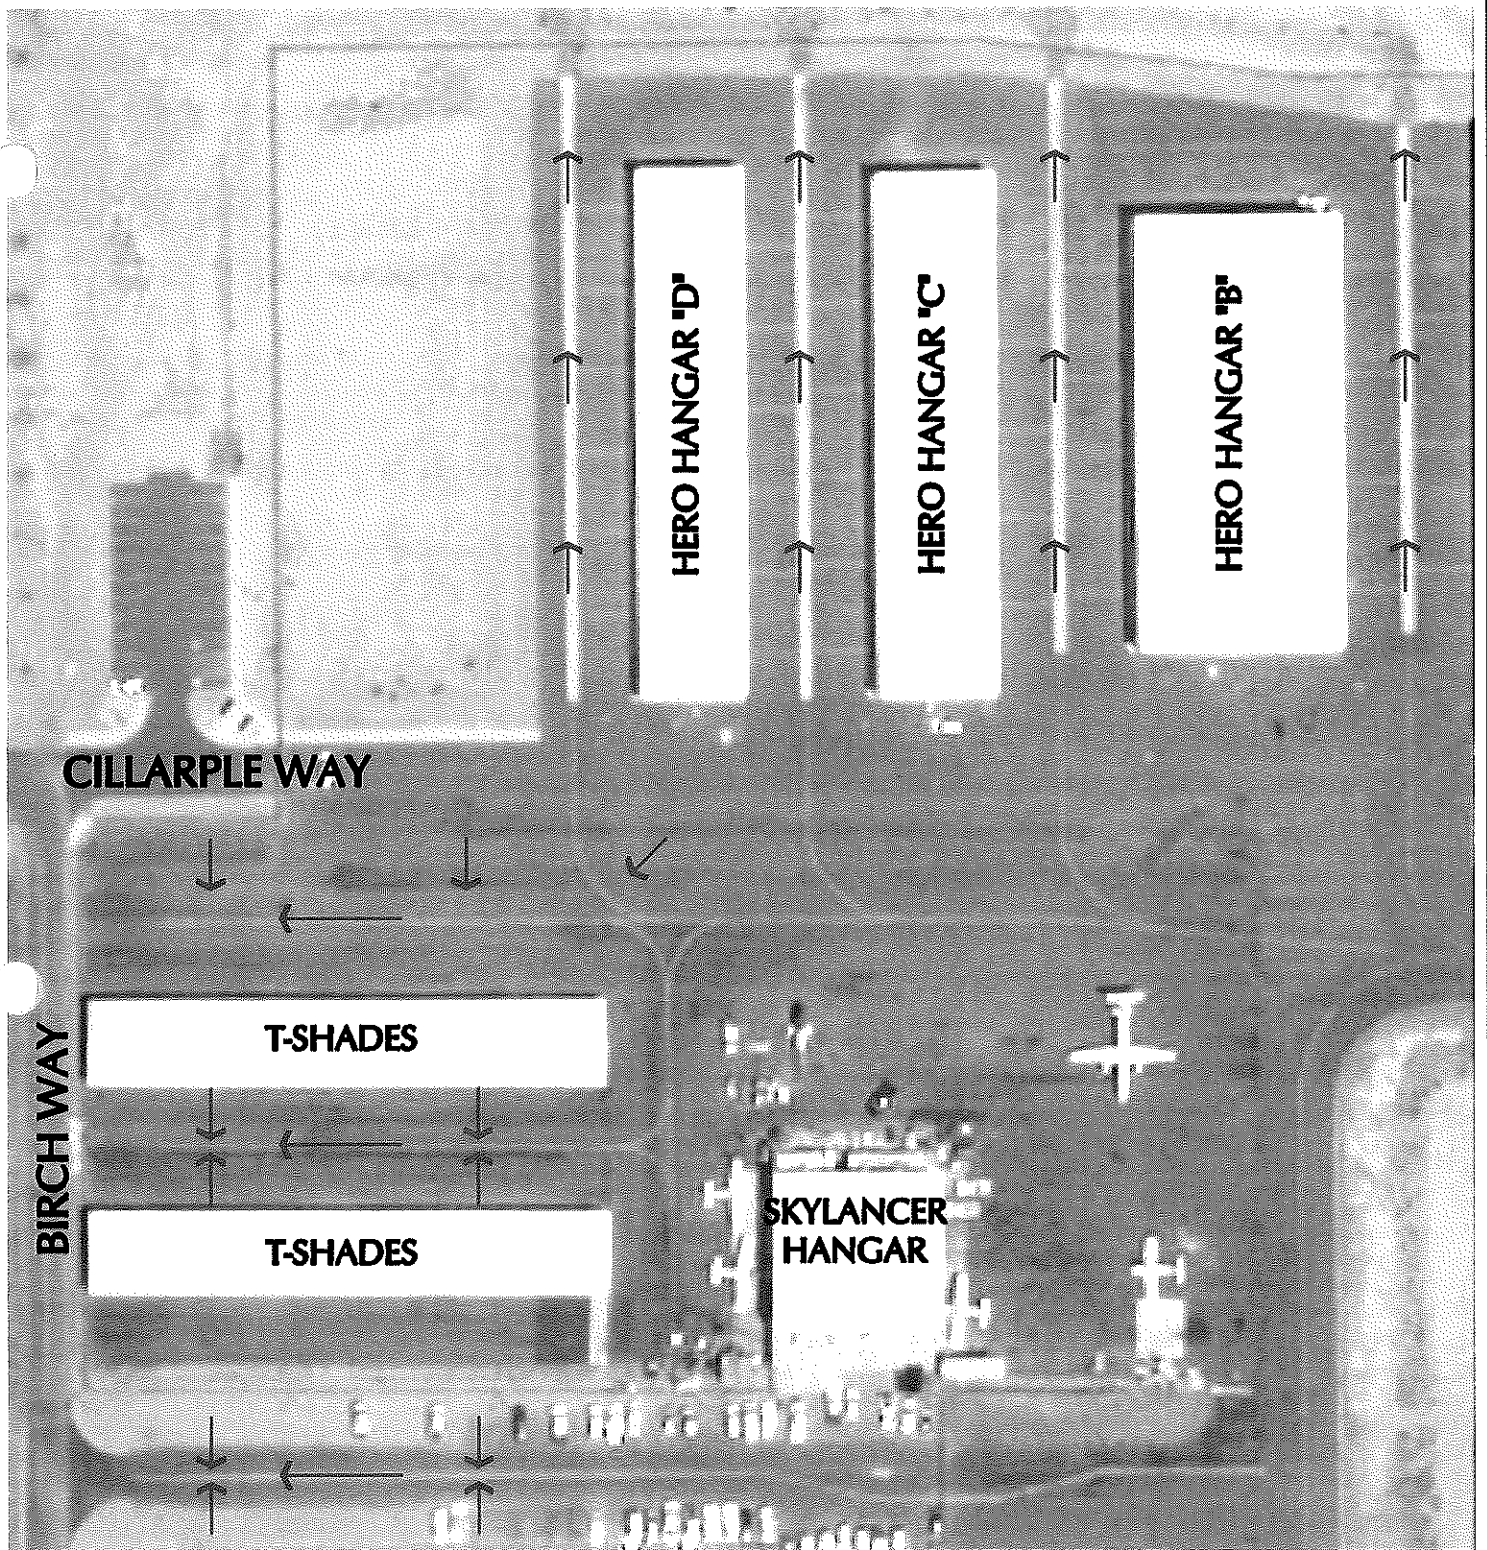 HERO HANGAR "D"
HERO HANGAR "C"
HERO HANGAR "B"
CILLARPLE WAY
BIRCH WAY
T-SHADES
T-SHADES
SKYLANCER
HANGAR